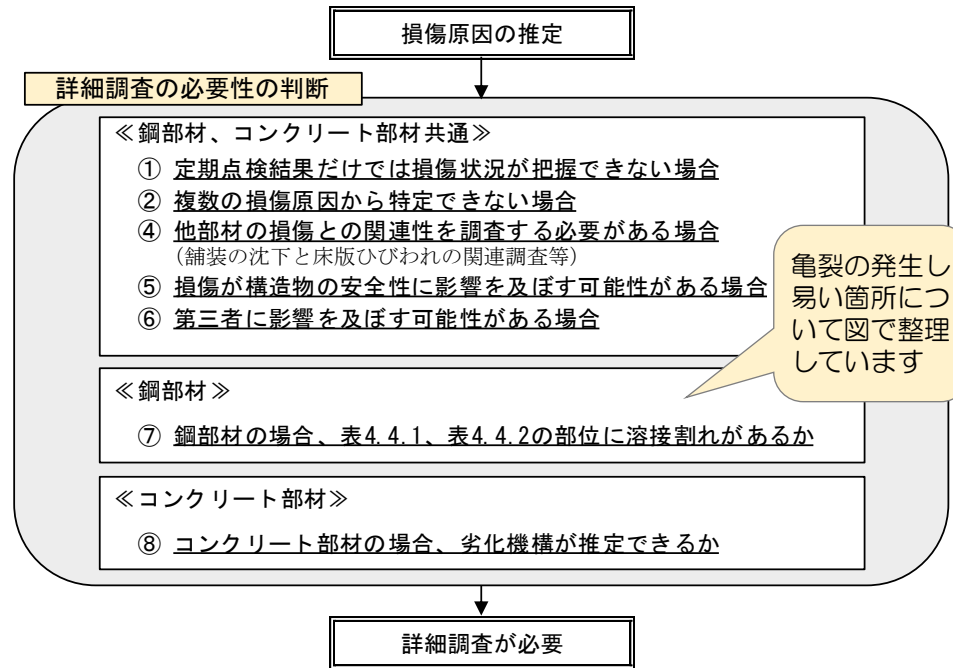 損傷原因の推定
詳細調査の必要性の判断
≪鋼部材、コンクリート部材共通≫
① 定期点検結果だけでは損傷状況が把握できない場合
② 複数の損傷原因から特定できない場合
④ 他部材の損傷との関連性を調査する必要がある場合
（舗装の沈下と床版ひびわれの関連調査等）
⑤ 損傷が構造物の安全性に影響を及ぼす可能性がある場合
⑥ 第三者に影響を及ぼす可能性がある場合
亀裂の発生し
易い箇所につ
いて図で整理
しています
≪鋼部材≫
⑦ 鋼部材の場合、表4.4.1、表4.4.2の部位に溶接割れがあるか
≪コンクリート部材≫
⑧ コンクリート部材の場合、劣化機構が推定できるか
詳細調査が必要